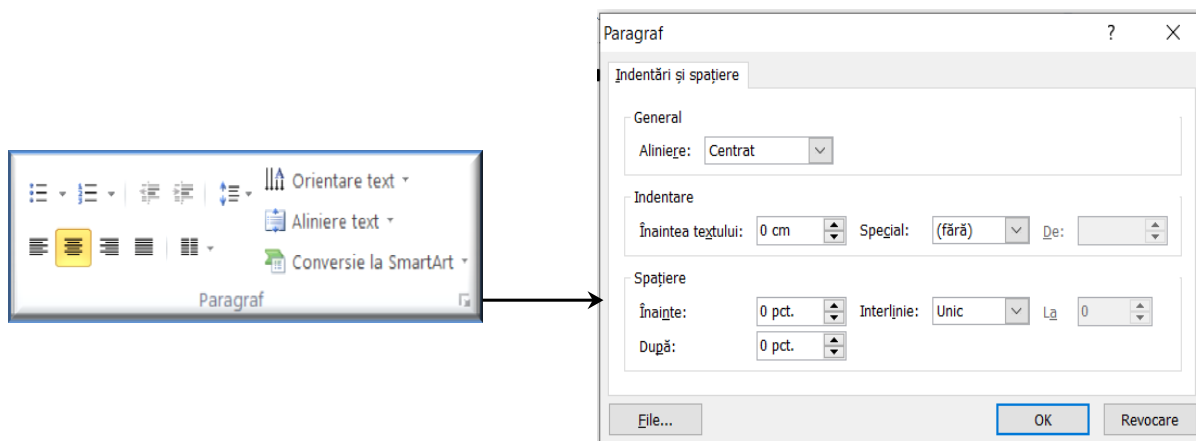 Orientare text
Aliniere text
Conversie la SmartArt
Paragraf
Paragraf ?
Indentări și spațiere
General
Aliniere: Centrat
Indentare
Înaintea textului: 0 cm Special: (fără) De:
Spațiere
Înainte: 0 pct. Interlinie: Unic La 0
După: 0 pct.
File... OK Revocare